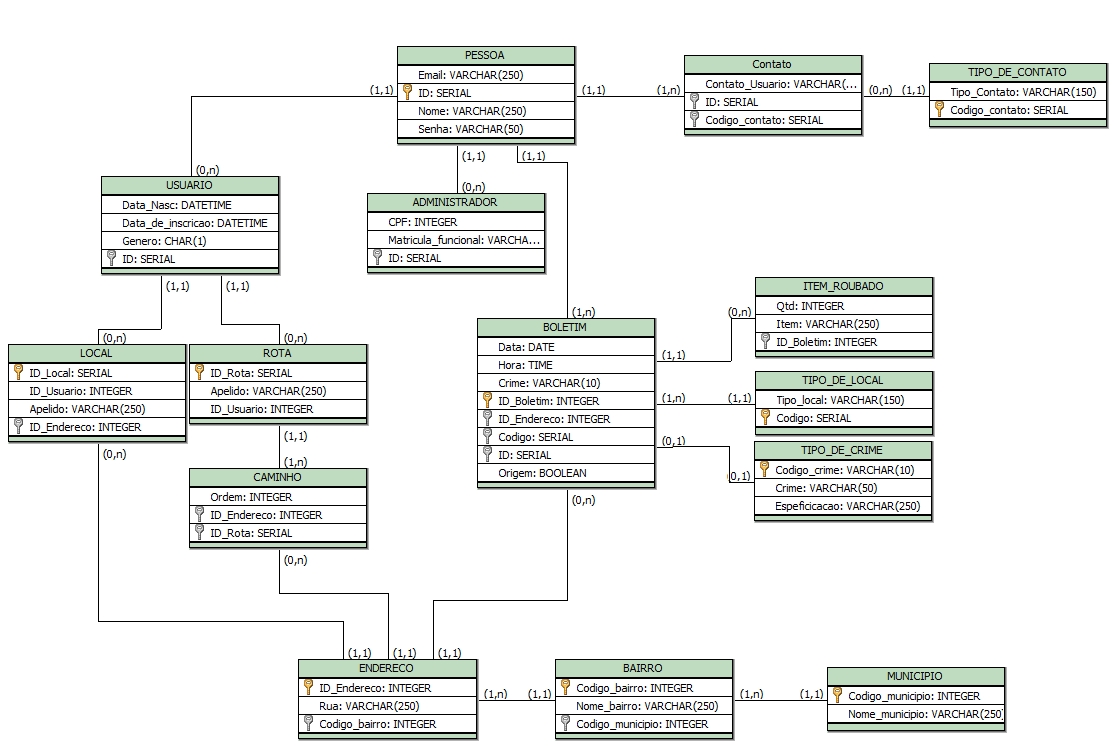 PESSOA
Email: VARCHAR(250)
ID: SERIAL
Nome: VARCHAR(250)
Senha: VARCHAR(50)
(1,1)
(1,1)
(1,1)
(1,1)
Contato
Contato_Usuario: VARCHAR(...
ID: SERIAL
Codigo_contato: SERIAL
(1,n)
(0,n)
TIPO_DE_CONTATO
Tipo_Contato: VARCHAR(150)
Codigo_contato: SERIAL
(1,1)
(0,n)
USUARIO
Data_Nasc: DATETIME
Data_de_inscricao: DATETIME
Genero: CHAR(1)
ID: SERIAL
(1,1)
(1,1)
(0,n)
ADMINISTRADOR
CPF: INTEGER
Matricula_funcional: VARCHA...
ID: SERIAL
(0,n)
LOCAL
ID_Local: SERIAL
ID_Usuario: INTEGER
Apelido: VARCHAR(250)
ID_Endereco: INTEGER
(0,n)
(0,n)
ROTA
ID_Rota: SERIAL
Apelido: VARCHAR(250)
ID_Usuario: INTEGER
(1,1)
(1,n)
CAMINHO
Ordem: INTEGER
ID_Endereco: INTEGER
ID_Rota: SERIAL
(0,n)
(1,n)
BOLETIM
Data: DATE
Hora: TIME
Crime: VARCHAR(10)
ID_Boletim: INTEGER
ID_Endereco: INTEGER
Codigo: SERIAL
ID: SERIAL
Origem: BOOLEAN
(1,1)
(1,n)
(0,1)
(0,n)
(0,n)
ITEM_ROUBADO
Qtd: INTEGER
Item: VARCHAR(250)
ID_Boletim: INTEGER
(1,1)
TIPO_DE_LOCAL
Tipo_local: VARCHAR(150)
Codigo: SERIAL
(0,1)
TIPO_DE_CRIME
Codigo_crime: VARCHAR(10)
Crime: VARCHAR(50)
Espeficicacao: VARCHAR(250)
(1,1)
(1,1)
(1,1)
ENDERECO
ID_Endereco: INTEGER
Rua: VARCHAR(250)
Codigo_bairro: INTEGER
(1,n)
(1,1)
BAIRRO
Codigo_bairro: INTEGER
Nome_bairro: VARCHAR(250)
Codigo_municipio: INTEGER
(1,n)
(1,1)
MUNICIPIO
Codigo_municipio: INTEGER
Nome_municipio: VARCHAR(250)